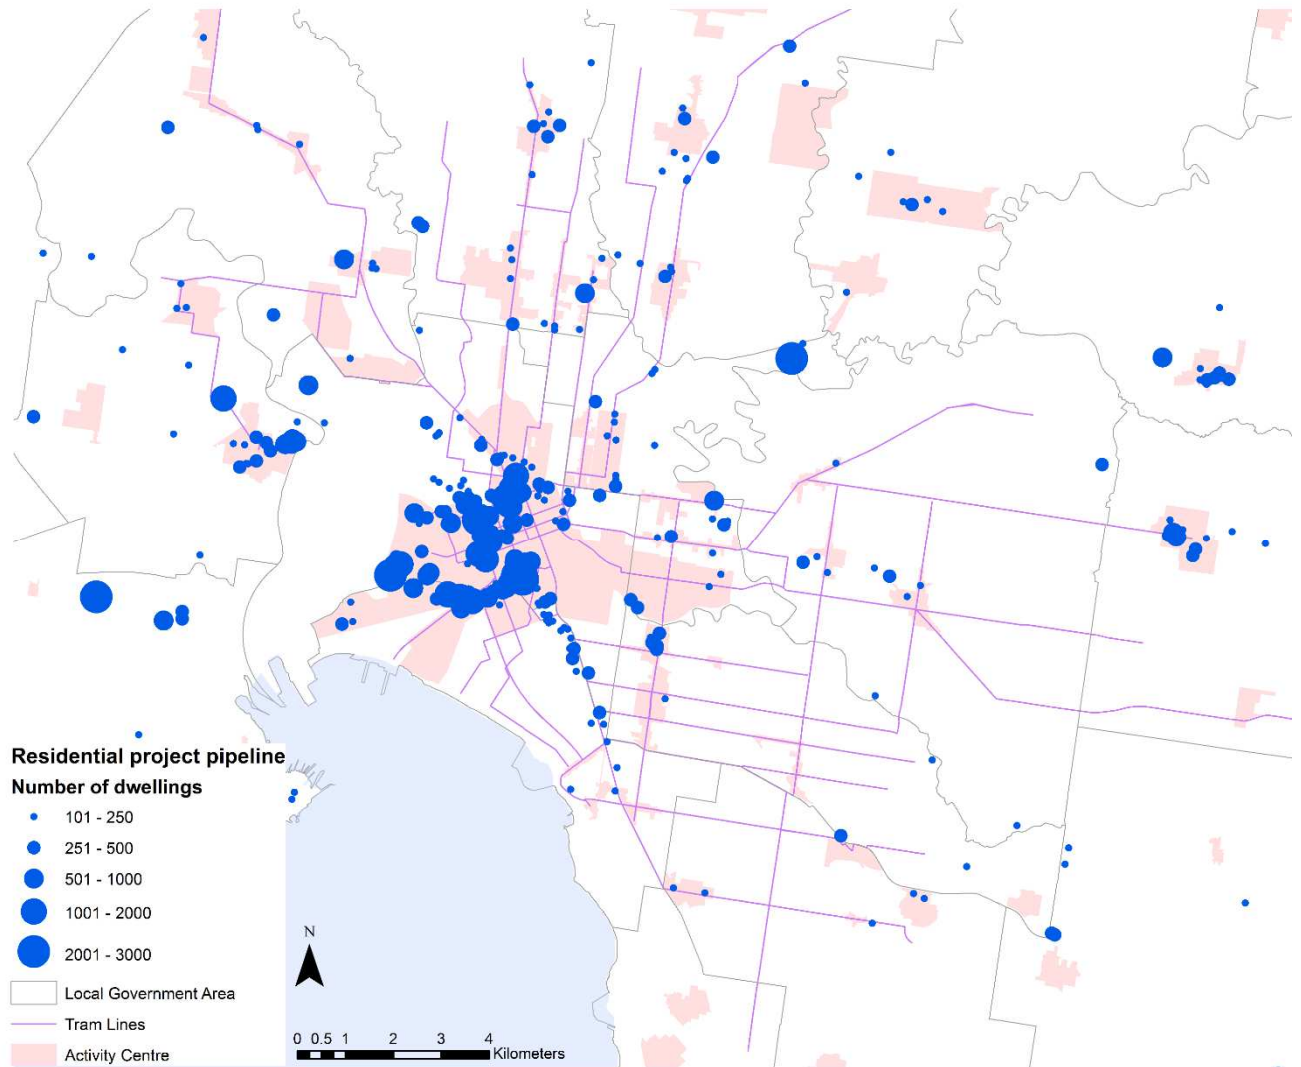 Residential project pipeline
Number of dwellings
101 - 250
251 - 500
501 - 1000
1001 - 2000
2001 - 3000
Local Government Area
Tram Lines
Activity Centre
N
0 0.5 1 2 3 4
Kilometers